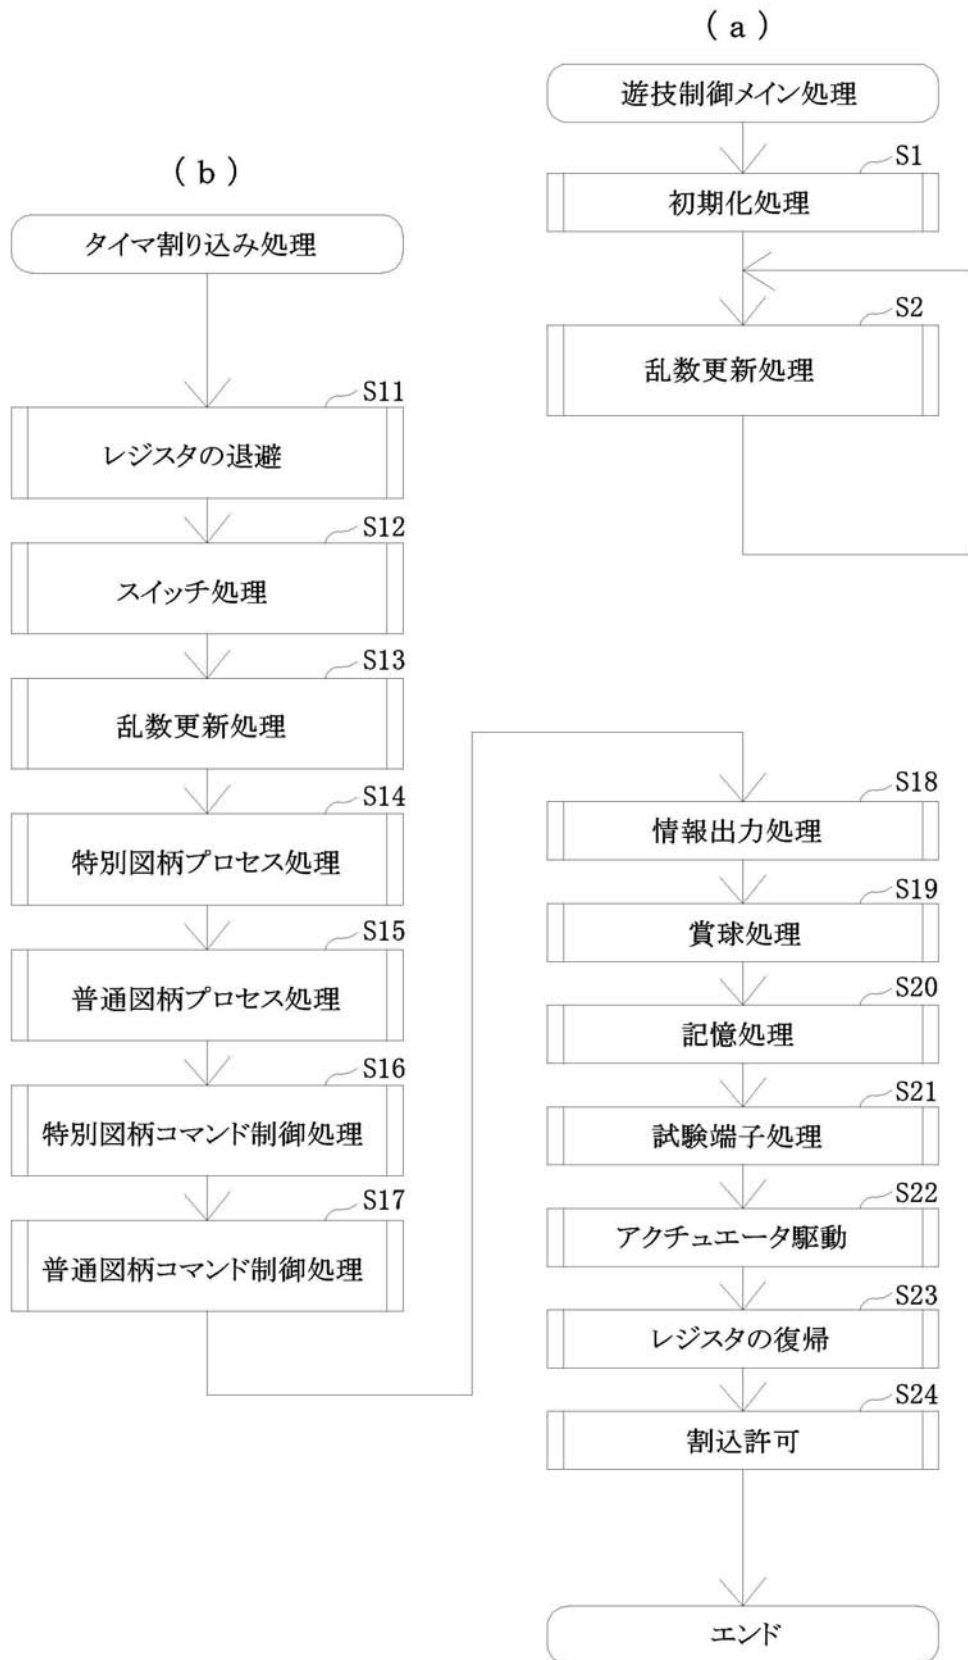 (a)
遊技制御メイン処理
S1
初期化処理
S2
乱数更新処理
(b)
タイマ割り込み処理
S11
レジスタの退避
S12
スイッチ処理
S13
乱数更新処理
S14
特別図柄プロセス処理
S15
普通図柄プロセス処理
S16
特別図柄コマンド制御処理
S17
普通図柄コマンド制御処理
S18
情報出力処理
S19
賞球処理
S20
記憶処理
S21
試験端子処理
S22
アクチュエータ駆動
S23
レジスタの復帰
S24
割込許可
エンド